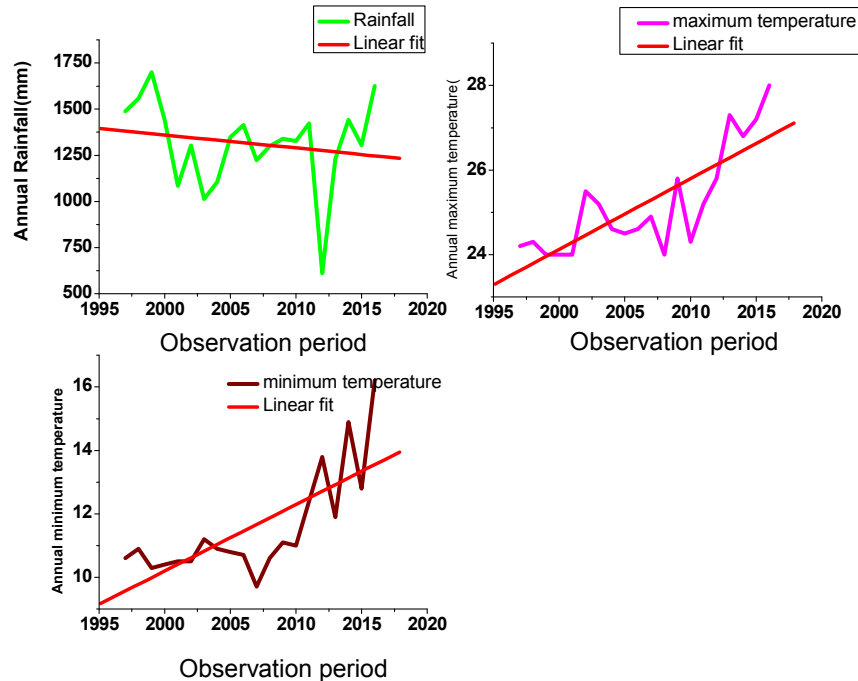 Rainfall
Linear fit
1750
1500
1250
1000
750
500
Annual Rainfall(mm)
1995 2000 2005 2010 2015 2020
Observation period
maximum temperature
Linear fit
28
26
24
Annual maximum temperature(
1995 2000 2005 2010 2015 2020
Observation period
minimum temperature
Linear fit
16
14
12
10
Annual minimum temperature
1995 2000 2005 2010 2015 2020
Observation period